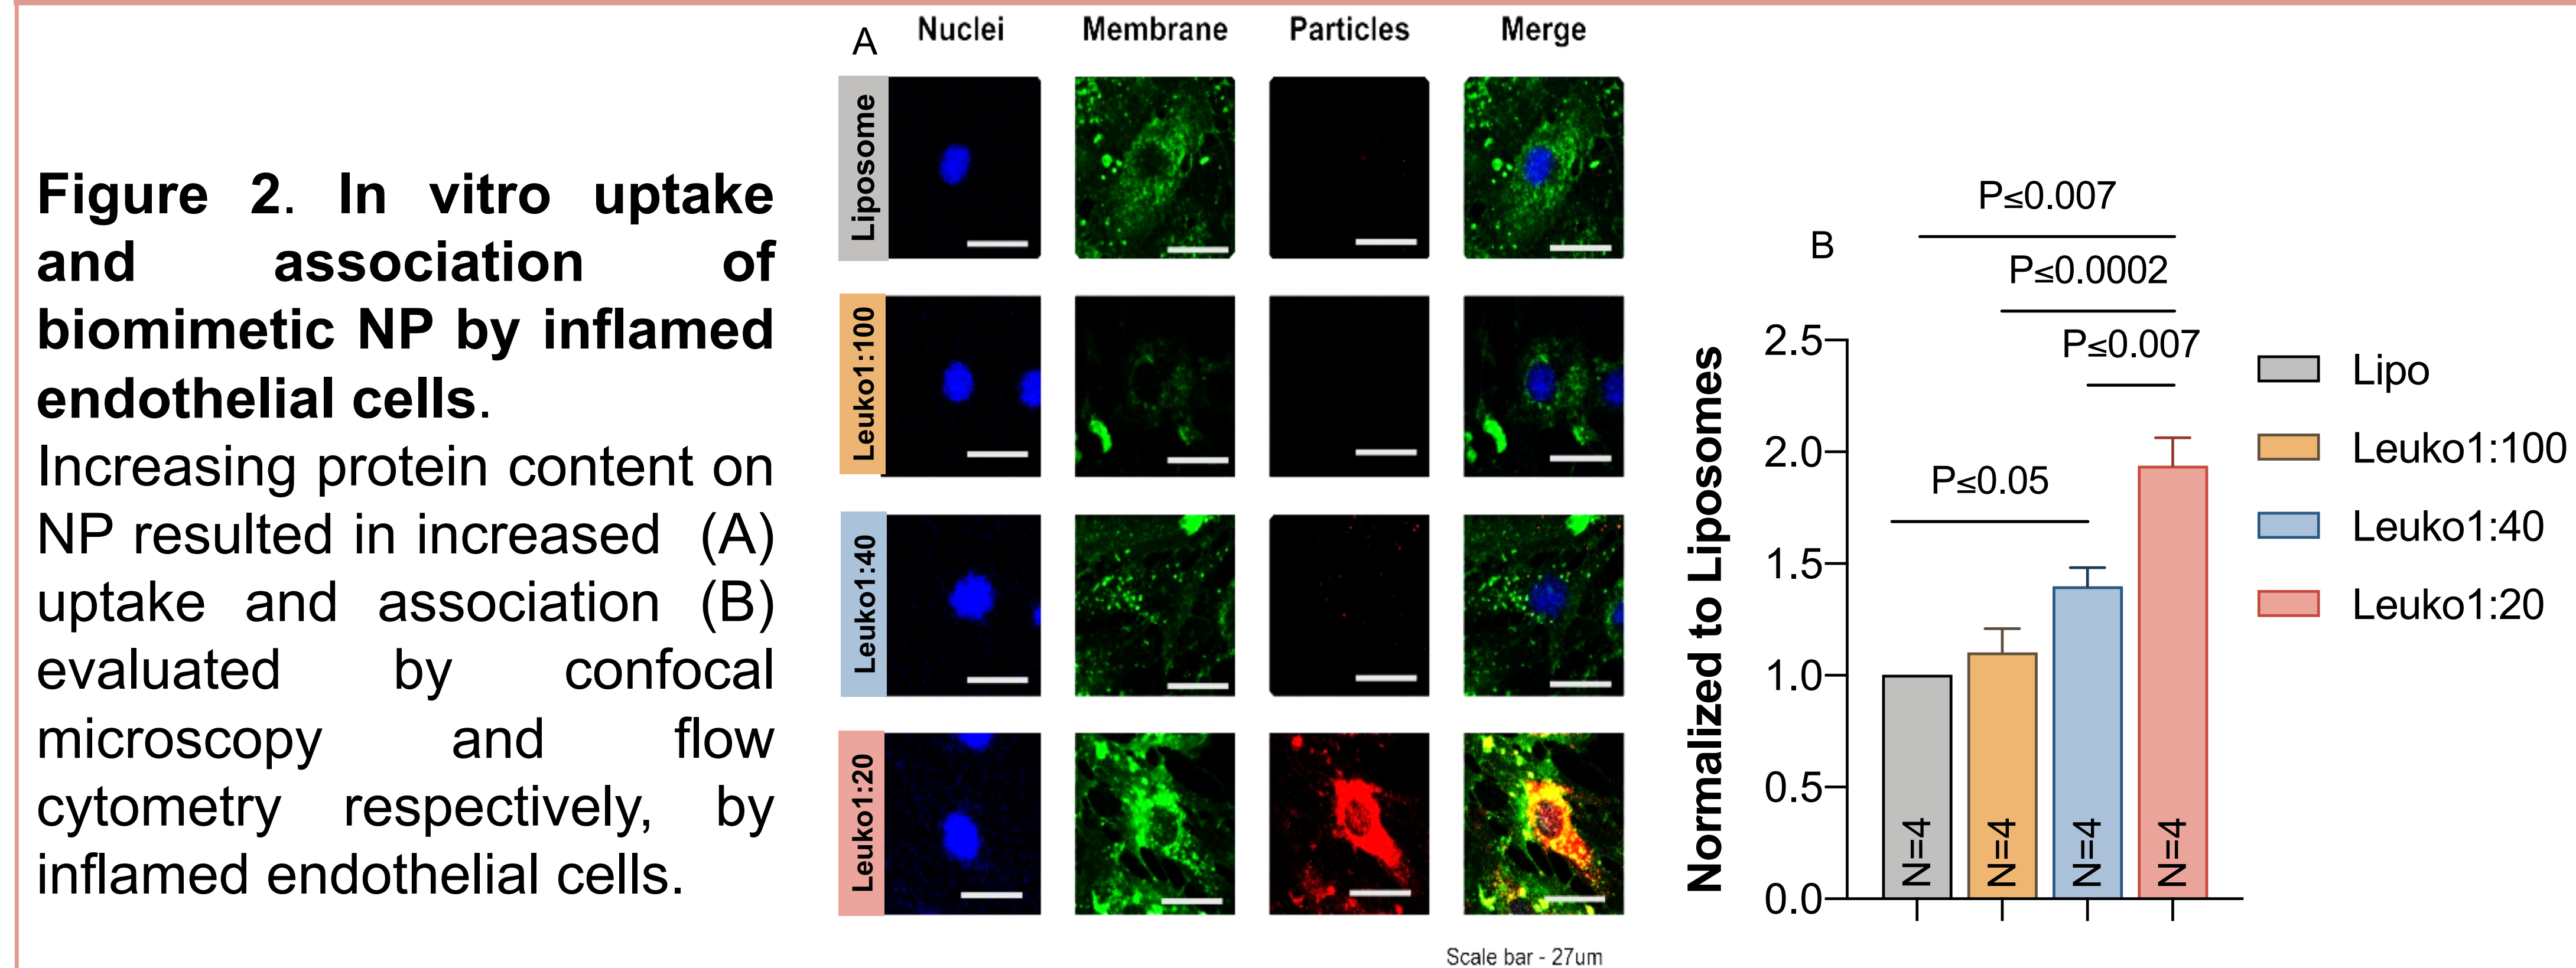 Figure 2. In vitro uptake
and association of
biomimetic NP by inflamed
endothelial cells.
Increasing protein content on
NP resulted in increased (A)
uptake and association (B)
evaluated by confocal
microscopy and flow
cytometry respectively, by
inflamed endothelial cells.
A
Nuclei Membrane Particles Merge
Liposome
Leuko1:100
Leuko1:40
Leuko1:20
Scale bar - 27um
B
P≤0.007
P≤0.0002
P≤0.007
P≤0.05
Normalized to Liposomes
2.5
2.0
1.5
1.0
0.5
0.0
N=4
N=4
N=4
N=4
Lipo
Leuko1:100
Leuko1:40
Leuko1:20